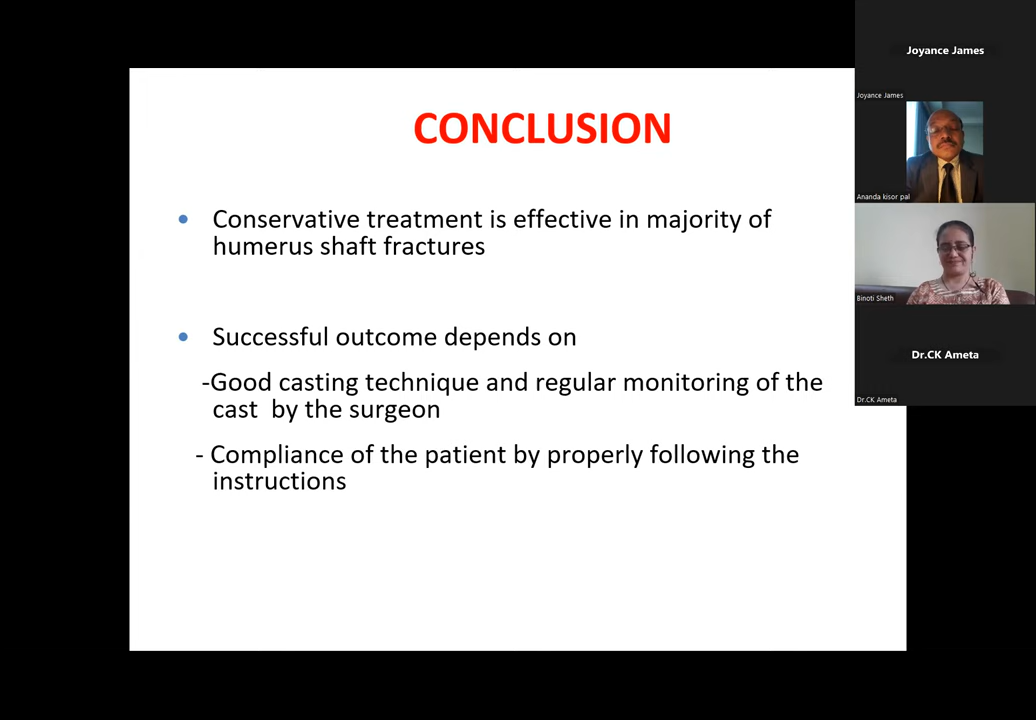 CONCLUSION
• Conservative treatment is effective in majority of
humerus shaft fractures
• Successful outcome depends on
-Good casting technique and regular monitoring of the
cast by the surgeon
- Compliance of the patient by properly following the
instructions
Joyance James
Joyance James
Ananda kisor pal
Binoti Sheth
Dr.CK Ameta
Dr.CK Ameta